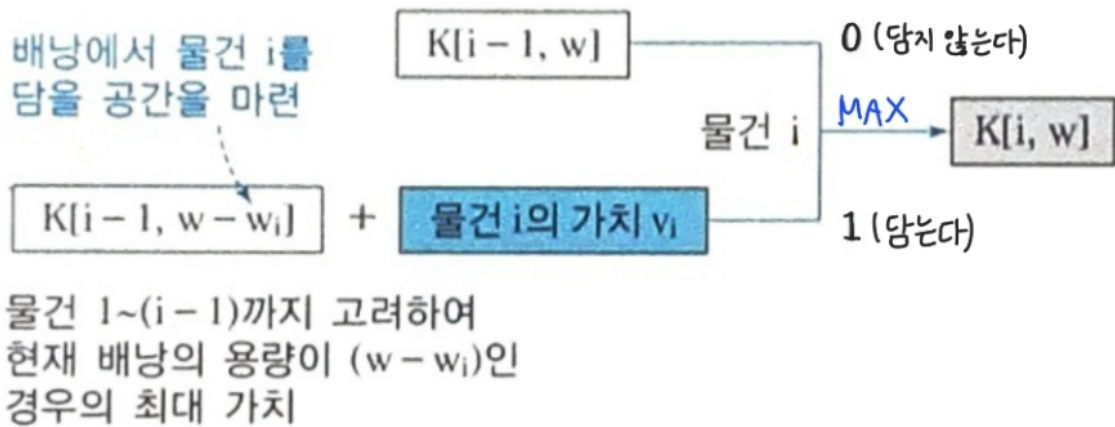 배낭에서 물건 i를
담을 공간을 마련
K[i – 1, w]
0 (담지 않는다)
물건 i
MAX
K[i, w]
K[i – 1, w – wᵢ] + 물건 i의 가치 vᵢ
1 (담는다)
물건 1~(i – 1)까지 고려하여
현재 배낭의 용량이 (w – wᵢ)인
경우의 최대 가치